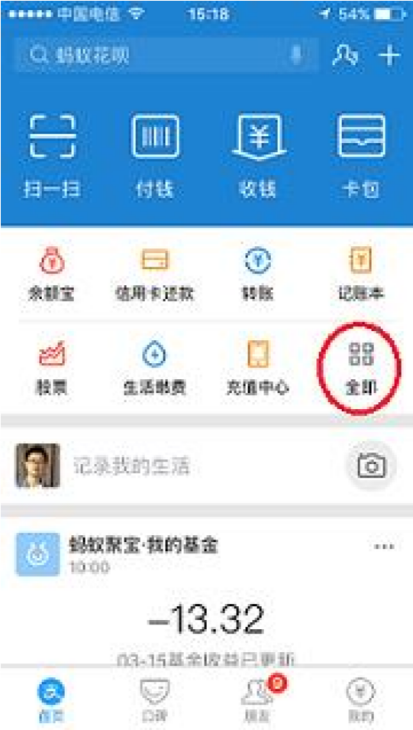 中国电信 15:18 54%
蚂蚁花呗
扫一扫 付钱 收钱 卡包
余额宝 信用卡还款 转账 记账本
股票 生活缴费 充值中心 全部
记录我的生活
蚂蚁聚宝·我的基金
10:00
-13.32
03-15基金收益已更新
9
首页 口碑 朋友 我的